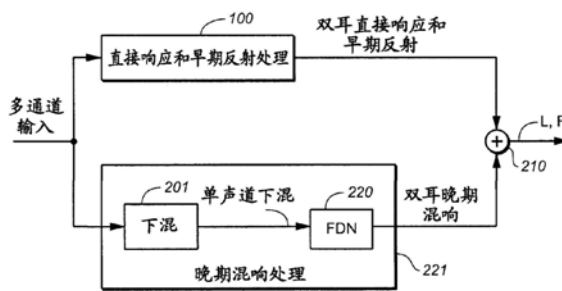 100
直接响应和早期反射处理
双耳直接响应和
早期反射
多通道
输入
L, R
210
201
下混
单声道下混
220
FDN
双耳晚期
混响
晚期混响处理
221